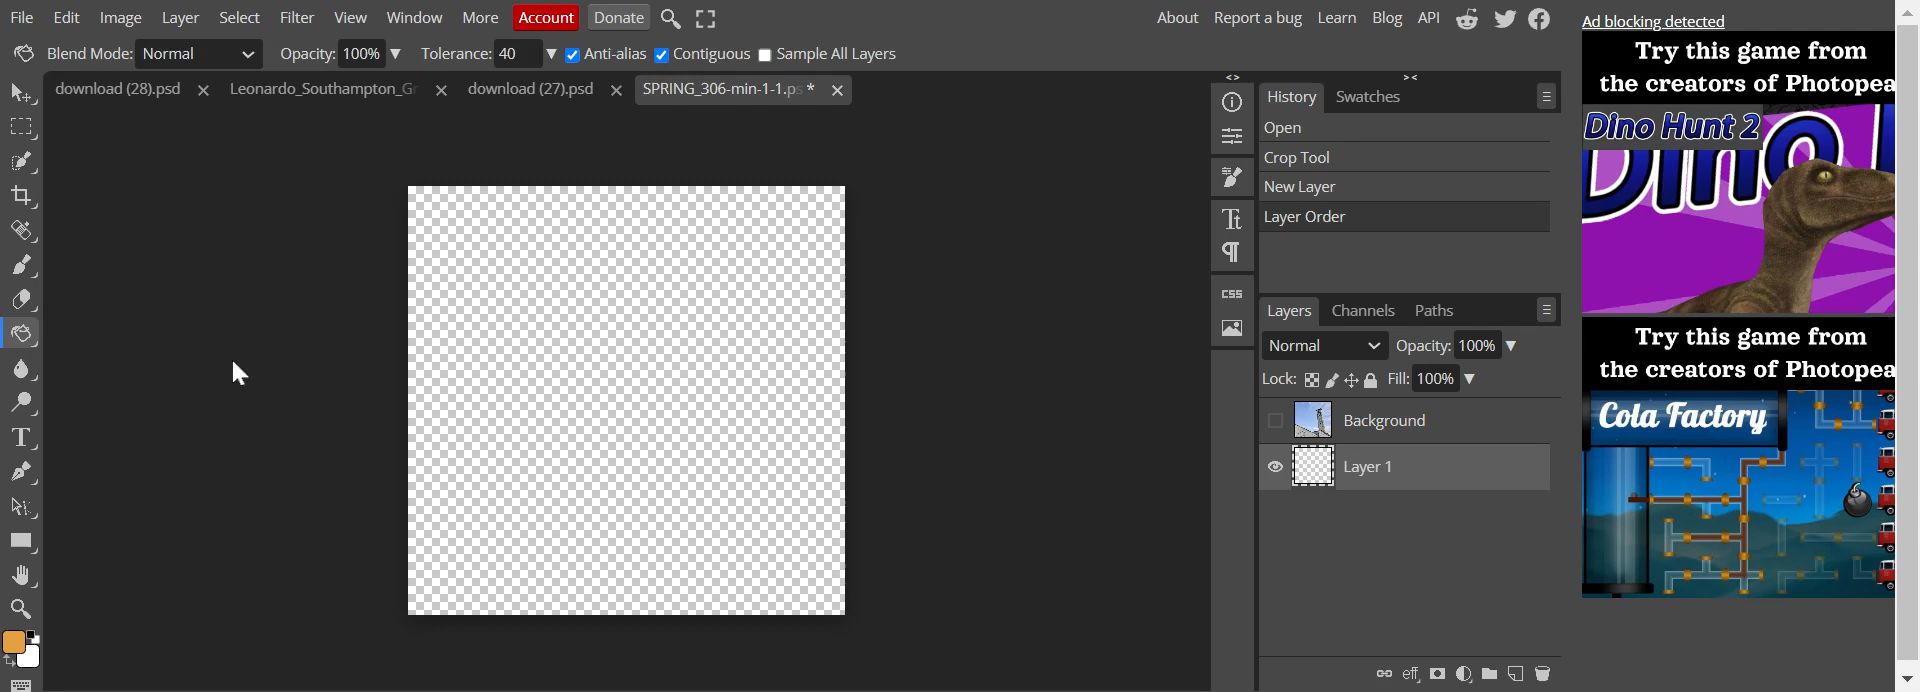 File Edit Image Layer Select Filter View Window More Account Donate About Report a bug Learn Blog API
Blend Mode: Normal Opacity: 100% Tolerance: 40 Anti-alias Contiguous Sample All Layers
download (28).psd Leonardo_Southampton_Gr download (27).psd SPRING_306-min-1-1.ps *
History Swatches
Open
Crop Tool
New Layer
Layer Order
Layers Channels Paths
Normal Opacity: 100%
Lock: Fill: 100%
Background
Layer 1
CSS
eff
Ad blocking detected
Try this game from
the creators of Photopea
Dino Hunt 2
Try this game from
the creators of Photopea
Cola Factory